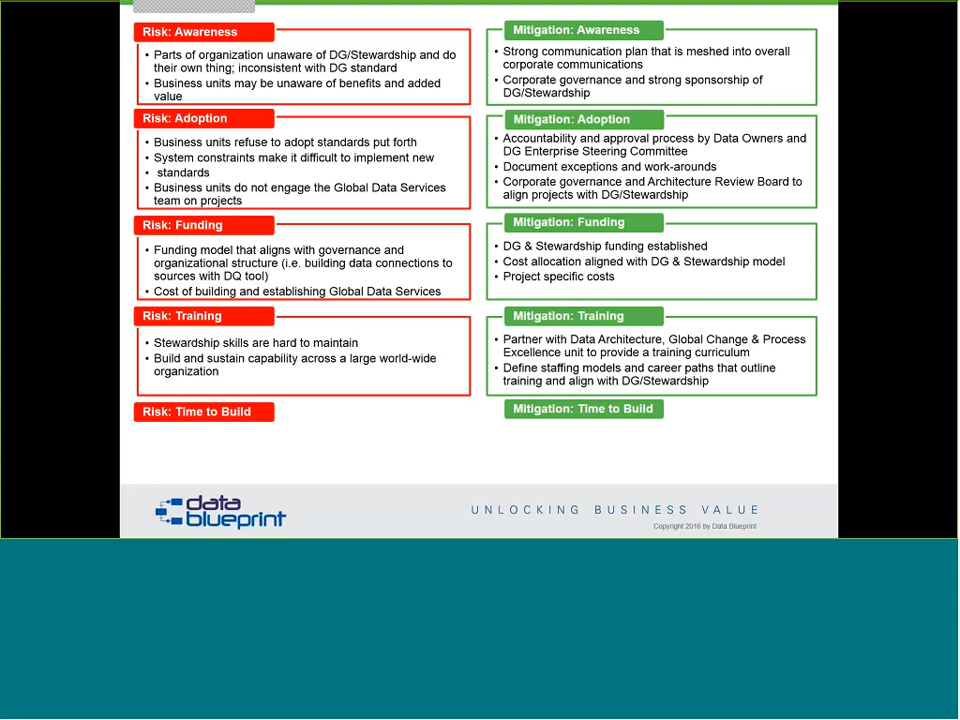 Risk: Awareness
• Parts of organization unaware of DG/Stewardship and do
their own thing; inconsistent with DG standard
• Business units may be unaware of benefits and added
value
Mitigation: Awareness
• Strong communication plan that is meshed into overall
corporate communications
• Corporate governance and strong sponsorship of
DG/Stewardship
Risk: Adoption
• Business units refuse to adopt standards put forth
• System constraints make it difficult to implement new
• standards
• Business units do not engage the Global Data Services
team on projects
Mitigation: Adoption
• Accountability and approval process by Data Owners and
DG Enterprise Steering Committee
• Document exceptions and work-arounds
• Corporate governance and Architecture Review Board to
align projects with DG/Stewardship
Risk: Funding
• Funding model that aligns with governance and
organizational structure (i.e. building data connections to
sources with DQ tool)
• Cost of building and establishing Global Data Services
Mitigation: Funding
• DG & Stewardship funding established
• Cost allocation aligned with DG & Stewardship model
• Project specific costs
Risk: Training
• Stewardship skills are hard to maintain
• Build and sustain capability across a large world-wide
organization
Mitigation: Training
• Partner with Data Architecture, Global Change & Process
Excellence unit to provide a training curriculum
• Define staffing models and career paths that outline
training and align with DG/Stewardship
Risk: Time to Build
Mitigation: Time to Build
data
blueprint
UNLOCKING BUSINESS VALUE
Copyright 2016 by Data Blueprint